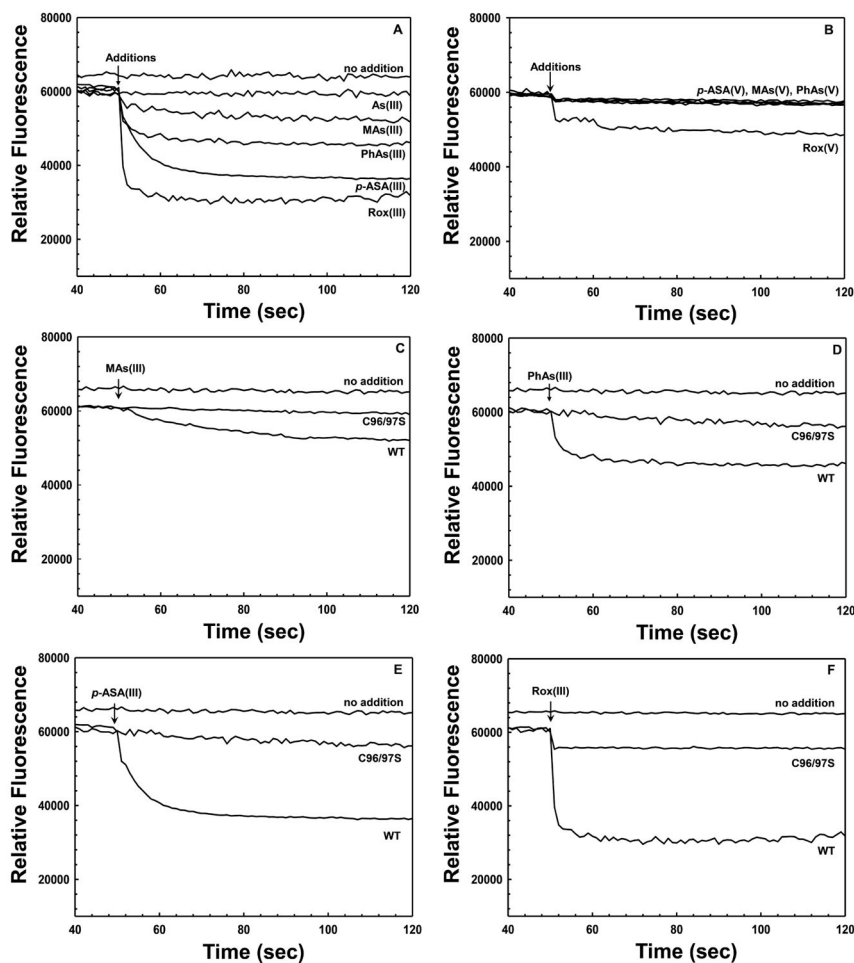 A
Relative Fluorescence
80000
60000
40000
20000
Additions
no addition
As(III)
MAs(III)
PhAs(III)
p-ASA(III)
Rox(III)
40 60 80 100 120
Time (sec)
B
Relative Fluorescence
80000
60000
40000
20000
Additions
p-ASA(V), MAs(V), PhAs(V)
Rox(V)
40 60 80 100 120
Time (sec)
C
Relative Fluorescence
80000
60000
40000
20000
MAs(III)
no addition
C96/97S
WT
40 60 80 100 120
Time (sec)
D
Relative Fluorescence
80000
60000
40000
20000
PhAs(III)
no addition
C96/97S
WT
40 60 80 100 120
Time (sec)
E
Relative Fluorescence
80000
60000
40000
20000
p-ASA(III)
no addition
C96/97S
WT
40 60 80 100 120
Time (sec)
F
Relative Fluorescence
80000
60000
40000
20000
Rox(III)
no addition
C96/97S
WT
40 60 80 100 120
Time (sec)